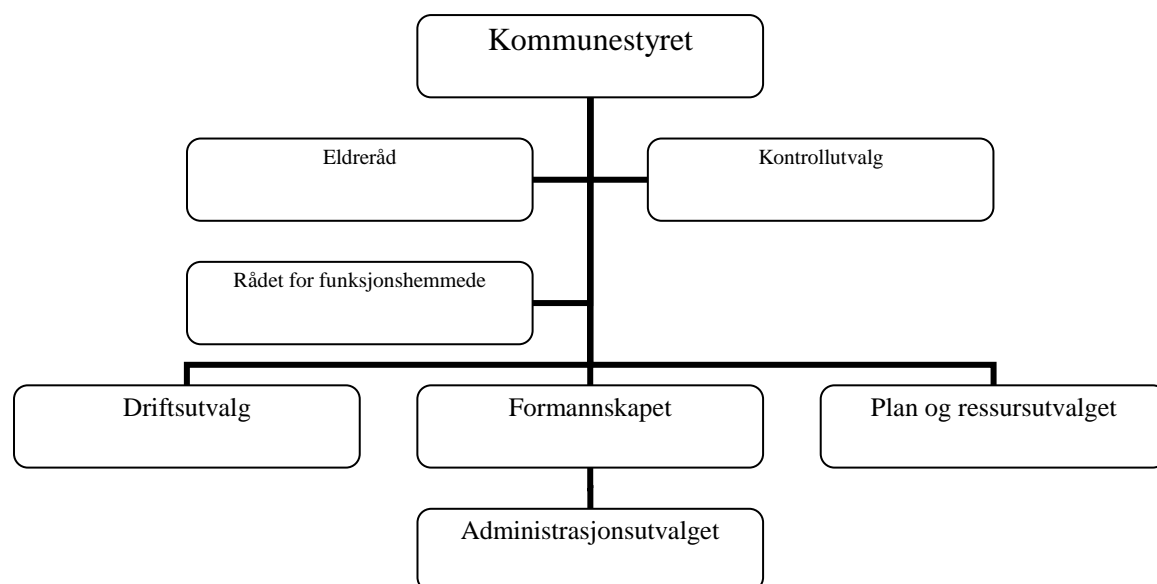 Kommunestyret
Eldreråd
Kontrollutvalg
Rådet for funksjonshemmede
Driftsutvalg
Formannskapet
Plan og ressursutvalget
Administrasjonsutvalget